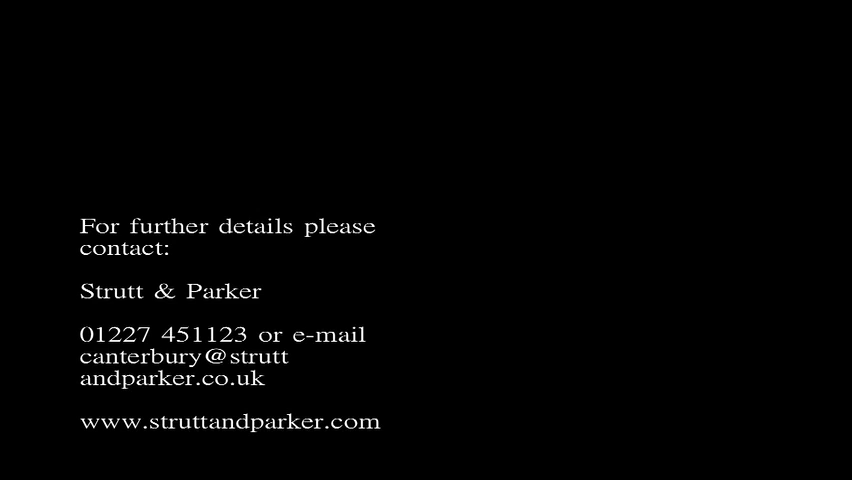 For further details please
contact:
Strutt & Parker
01227 451123 or e-mail
canterbury@strutt
andparker.co.uk
www.struttandparker.com